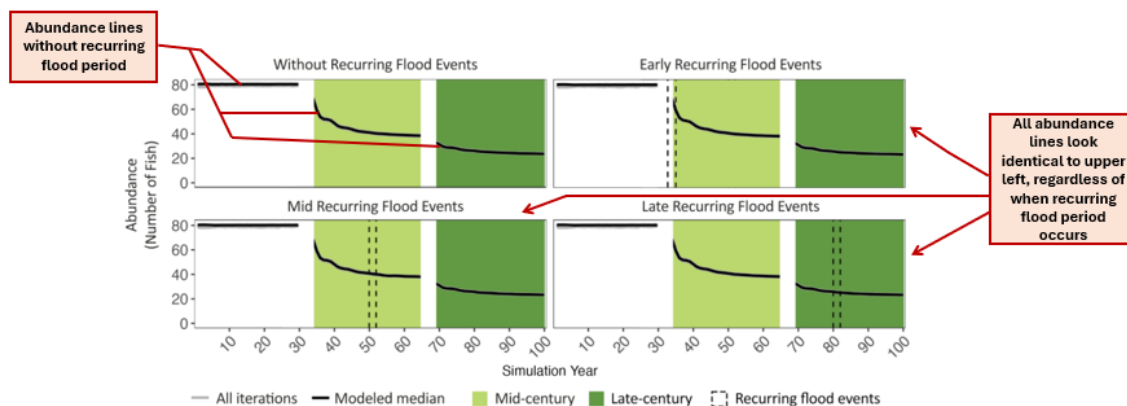 Abundance lines
without recurring
flood period
Without Recurring Flood Events
Early Recurring Flood Events
80
60
40
20
0
All abundance
lines look
identical to upper
left, regardless of
when recurring
flood period
occurs
Abundance
(Number of Fish)
Mid Recurring Flood Events
Late Recurring Flood Events
80
60
40
20
0
10 20 30 40 50 60 70 80 90 100
10 20 30 40 50 60 70 80 90 100
Simulation Year
All iterations
Modeled median
Mid-century
Late-century
Recurring flood events